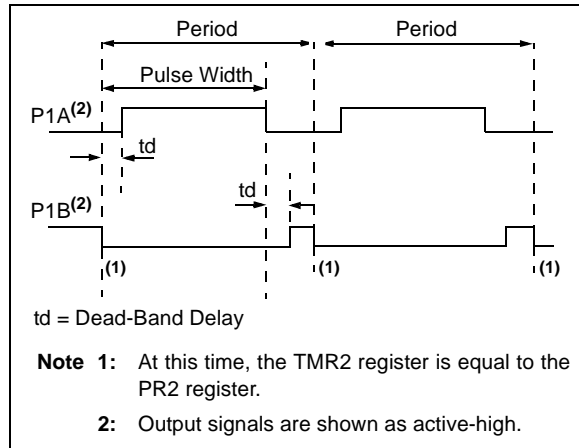 Period Period
Pulse Width
P1A(2)
td
td
P1B(2)
(1) (1) (1)
td = Dead-Band Delay
Note 1: At this time, the TMR2 register is equal to the
PR2 register.
2: Output signals are shown as active-high.